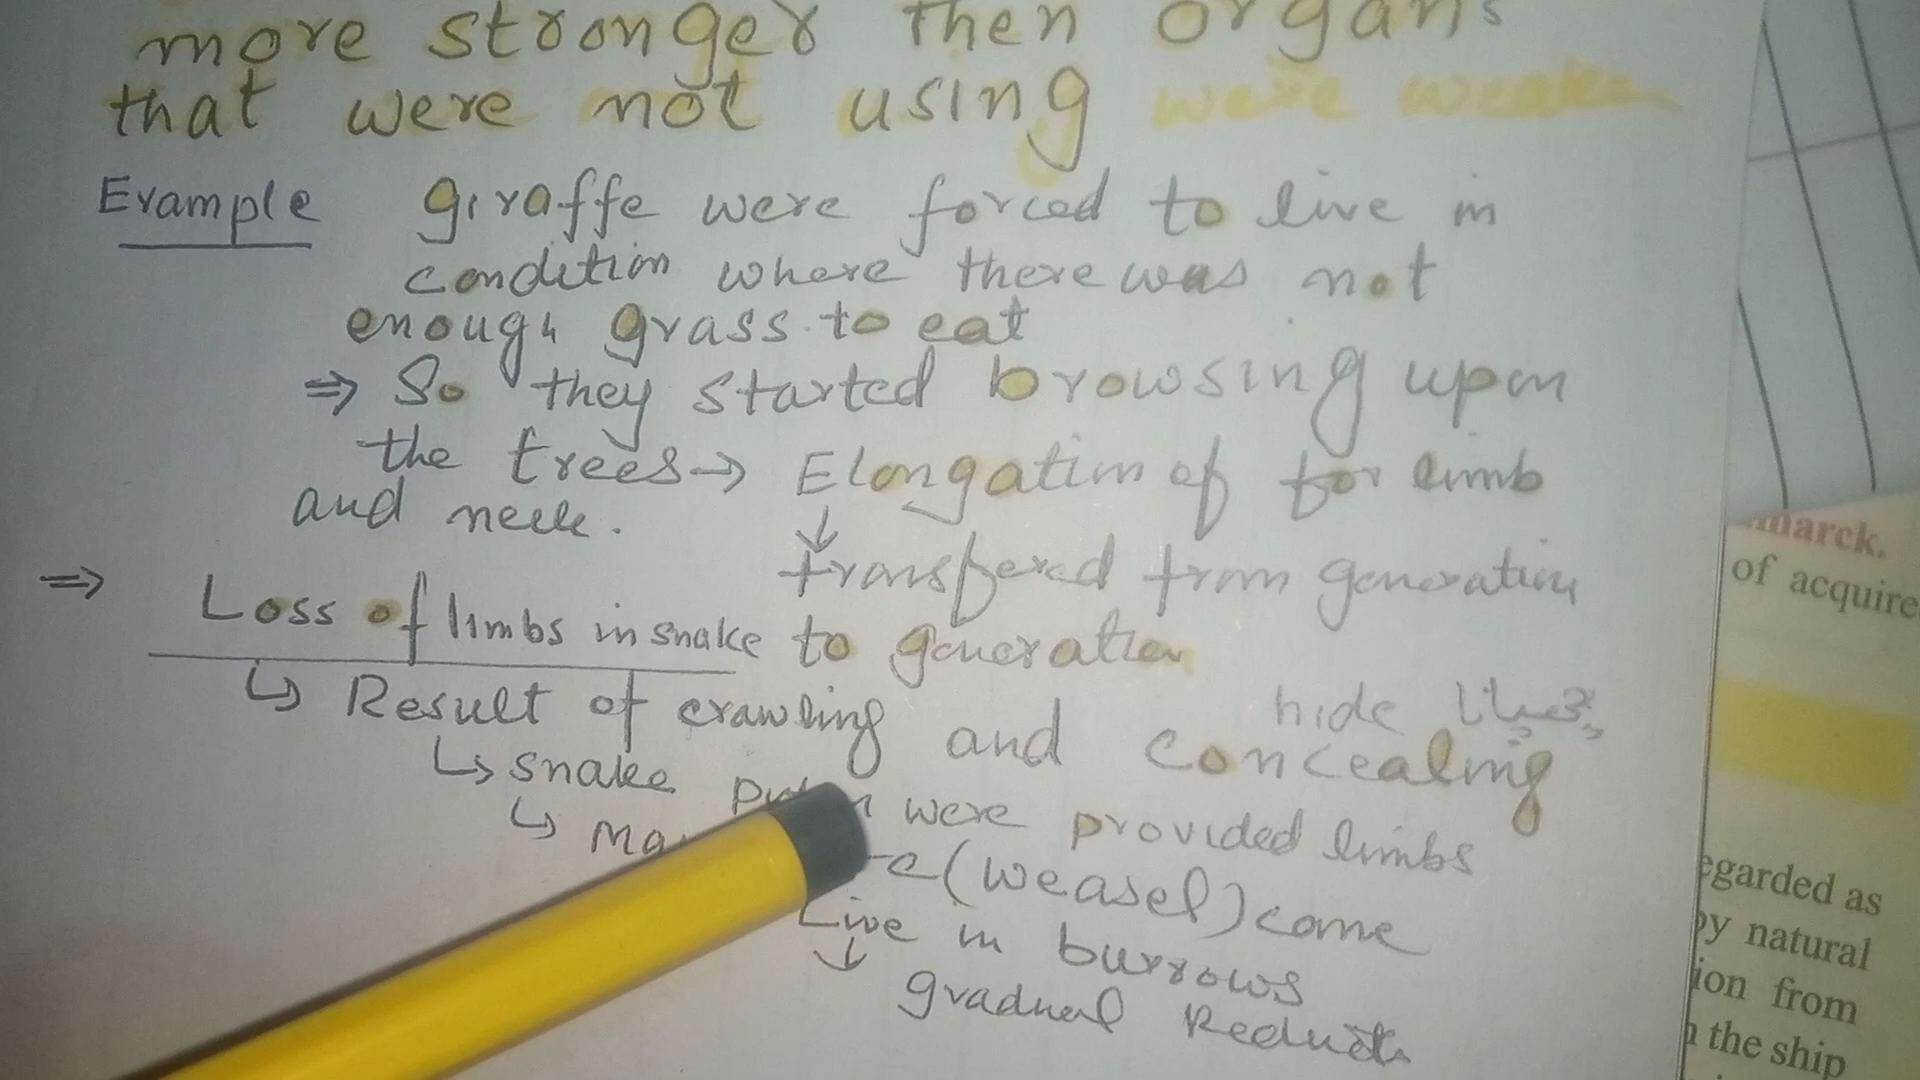 more stronger then organs
that were not using were weaker
Example giraffe were forced to live in
condition where there was not
enough grass to eat
⇒ So they started browsing upon
the trees → Elongation of for limb
and neck.
↓
transfered from generation
to generation
⇒ Loss of limbs in snake
↳ Result of crawling and concealing
hide
↳ snake were provided limbs
↳ (weasel) come
Live in burrows
↓
gradual
marck.
of acquire
egarded as
by natural
ion from
the ship